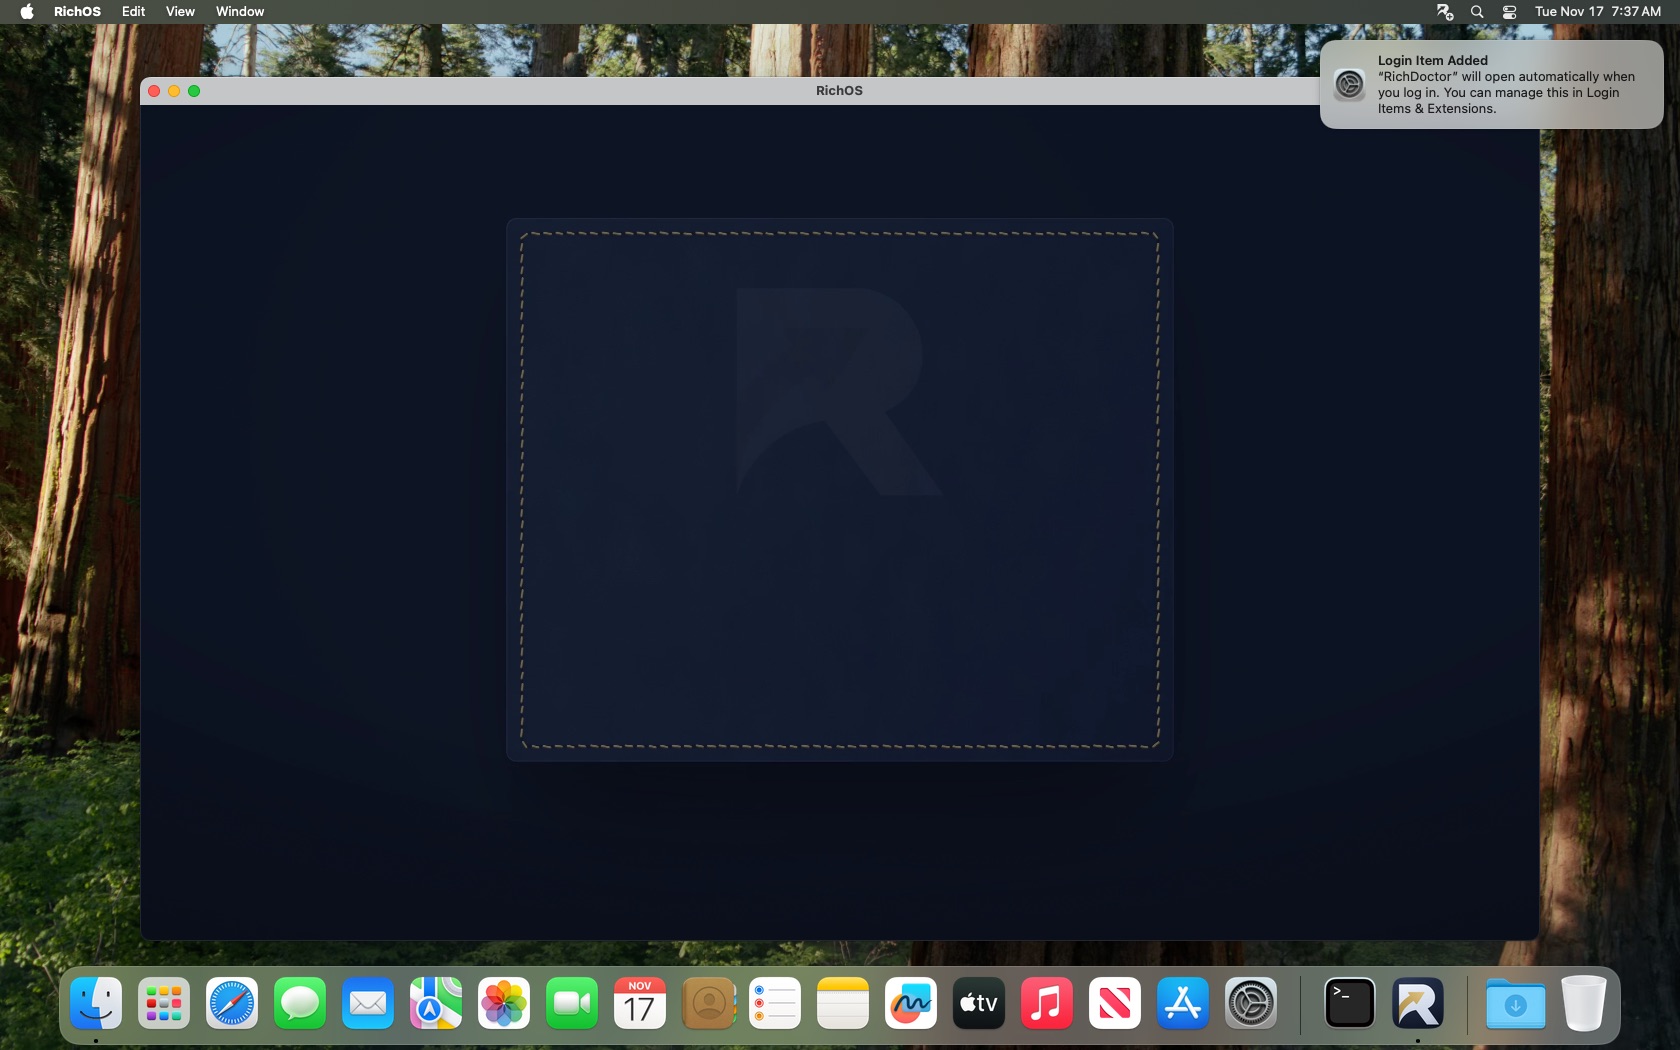 RichOS Edit View Window
Tue Nov 17 7:37 AM
RichOS
Login Item Added
“RichDoctor” will open automatically when
you log in. You can manage this in Login
Items & Extensions.
R
NOV
17
tv
>_
R